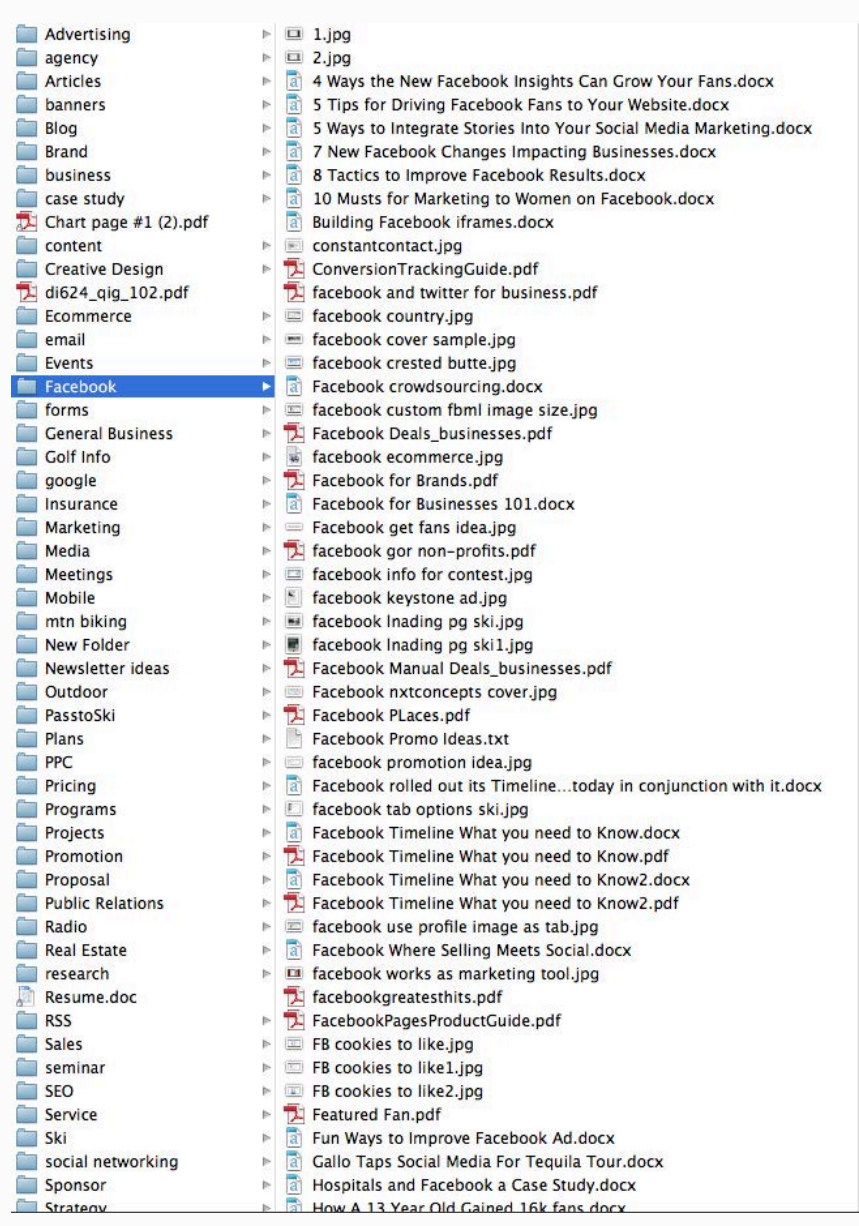 Advertising
agency
Articles
banners
Blog
Brand
business
case study
Chart page #1 (2).pdf
content
Creative Design
di624_qig_102.pdf
Ecommerce
email
Events
Facebook
forms
General Business
Golf Info
google
Insurance
Marketing
Media
Meetings
Mobile
mtn biking
New Folder
Newsletter ideas
Outdoor
PasstoSki
Plans
PPC
Pricing
Programs
Projects
Promotion
Proposal
Public Relations
Radio
Real Estate
research
Resume.doc
RSS
Sales
seminar
SEO
Service
Ski
social networking
Sponsor
Strategy
1.jpg
2.jpg
4 Ways the New Facebook Insights Can Grow Your Fans.docx
5 Tips for Driving Facebook Fans to Your Website.docx
5 Ways to Integrate Stories Into Your Social Media Marketing.docx
7 New Facebook Changes Impacting Businesses.docx
8 Tactics to Improve Facebook Results.docx
10 Musts for Marketing to Women on Facebook.docx
Building Facebook iframes.docx
constantcontact.jpg
ConversionTrackingGuide.pdf
facebook and twitter for business.pdf
facebook country.jpg
facebook cover sample.jpg
facebook crested butte.jpg
Facebook crowdsourcing.docx
facebook custom fbml image size.jpg
Facebook Deals_businesses.pdf
facebook ecommerce.jpg
Facebook for Brands.pdf
Facebook for Businesses 101.docx
Facebook get fans idea.jpg
facebook gor non-profits.pdf
facebook info for contest.jpg
facebook keystone ad.jpg
facebook lnading pg ski.jpg
facebook lnading pg ski1.jpg
Facebook Manual Deals_businesses.pdf
Facebook nxtconcepts cover.jpg
Facebook PLaces.pdf
Facebook Promo Ideas.txt
facebook promotion idea.jpg
Facebook rolled out its Timeline...today in conjunction with it.docx
facebook tab options ski.jpg
Facebook Timeline What you need to Know.docx
Facebook Timeline What you need to Know.pdf
Facebook Timeline What you need to Know2.docx
Facebook Timeline What you need to Know2.pdf
facebook use profile image as tab.jpg
Facebook Where Selling Meets Social.docx
facebook works as marketing tool.jpg
facebookgreatesthits.pdf
FacebookPagesProductGuide.pdf
FB cookies to like.jpg
FB cookies to like1.jpg
FB cookies to like2.jpg
Featured Fan.pdf
Fun Ways to Improve Facebook Ad.docx
Gallo Taps Social Media For Tequila Tour.docx
Hospitals and Facebook a Case Study.docx
How A 13 Year Old Gained 16k fans.docx